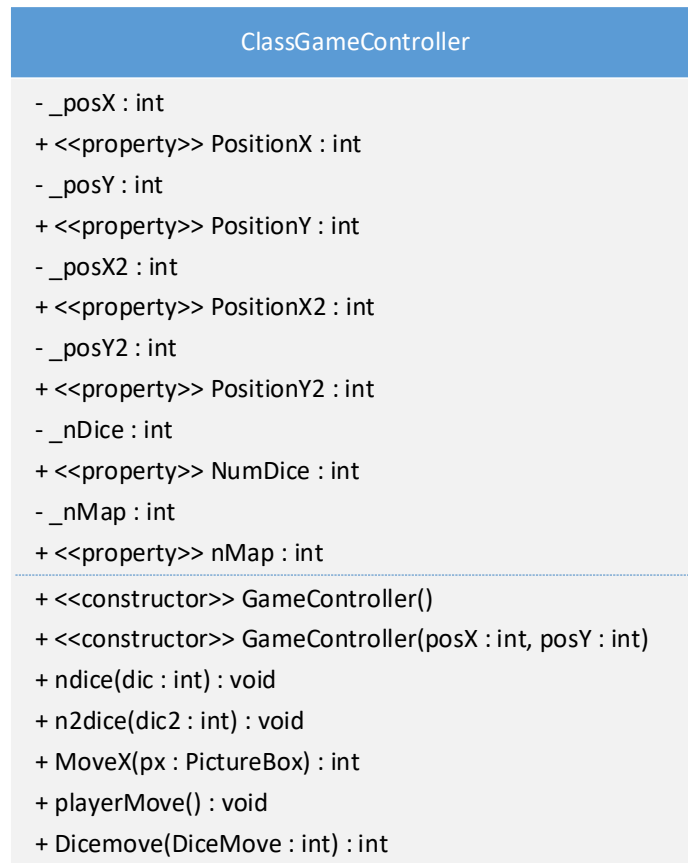 ClassGameController
- _posX : int
+ <<property>> PositionX : int
- _posY : int
+ <<property>> PositionY : int
- _posX2 : int
+ <<property>> PositionX2 : int
- _posY2 : int
+ <<property>> PositionY2 : int
- _nDice : int
+ <<property>> NumDice : int
- _nMap : int
+ <<property>> nMap : int
+ <<constructor>> GameController()
+ <<constructor>> GameController(posX : int, posY : int)
+ ndice(dic : int) : void
+ n2dice(dic2 : int) : void
+ MoveX(px : PictureBox) : int
+ playerMove() : void
+ Dicemove(DiceMove : int) : int